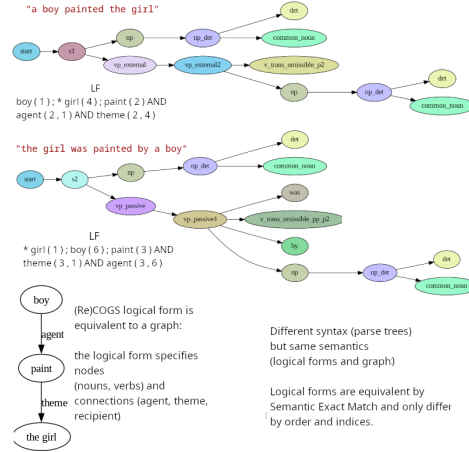 "a boy painted the girl"
det
np
np_det
common_noun
start
s1
vp_external
vp_external2
v_trans_omissible_p2
np
np_det
det
common_noun
LF
boy ( 1 ) ; * girl ( 4 ) ; paint ( 2 ) AND
agent ( 2 , 1 ) AND theme ( 2 , 4 )
"the girl was painted by a boy"
det
np
np_det
common_noun
start
s2
vp_passive
was
vp_passive4
v_trans_omissible_pp_p2
by
np
np_det
det
common_noun
LF
* girl ( 1 ) ; boy ( 6 ) ; paint ( 3 ) AND
theme ( 3 , 1 ) AND agent ( 3 , 6 )
boy
agent
paint
theme
the girl
(Re)COGS logical form is
equivalent to a graph:
the logical form specifies
nodes
(nouns, verbs) and
connections (agent, theme,
recipient)
Different syntax (parse trees)
but same semantics
(logical forms and graph)
Logical forms are equivalent by
Semantic Exact Match and only differ
by order and indices.